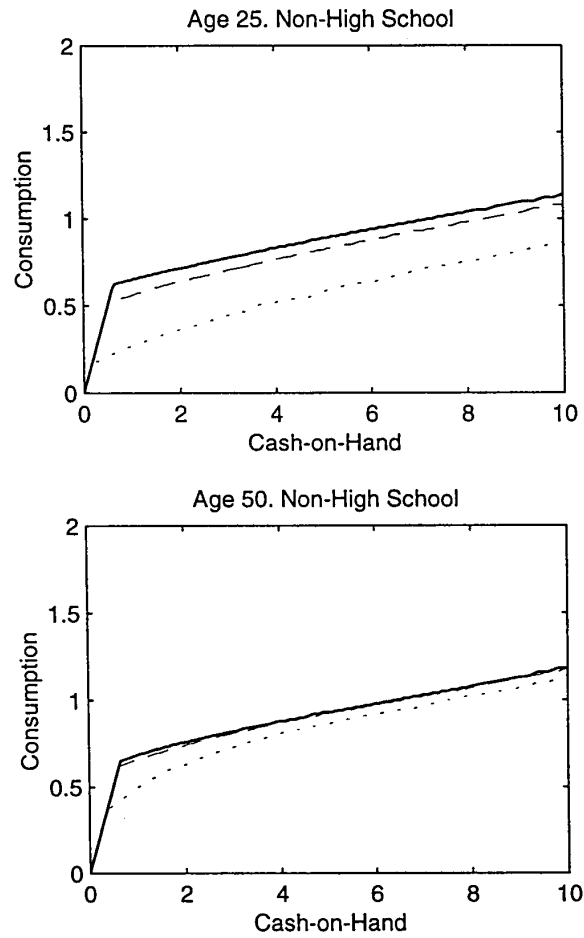 Age 25. Non-High School
2
1.5
1
0.5
0
Consumption
0 2 4 6 8 10
Cash-on-Hand
Age 50. Non-High School
2
1.5
1
0.5
0
Consumption
0 2 4 6 8 10
Cash-on-Hand